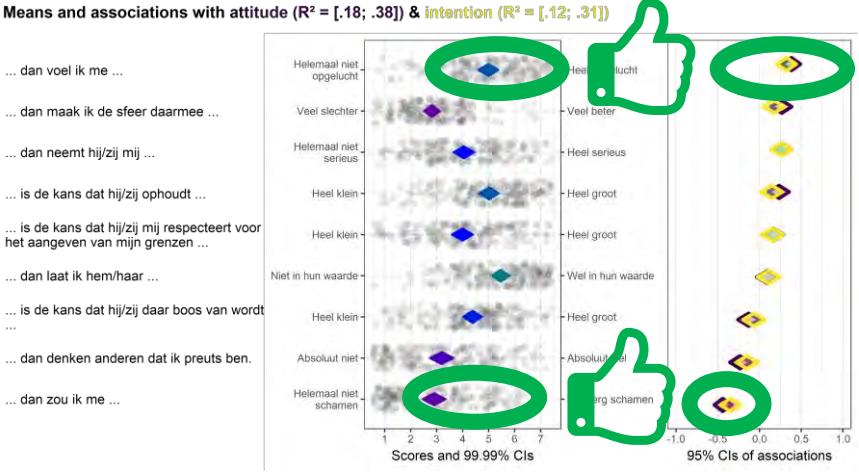 Means and associations with attitude (R² = [.18; .38]) & intention (R² = [.12; .31])
... dan voel ik me ...
Helemaal niet
opgelucht
Heel
lucht
... dan maak ik de sfeer daarmee ...
Veel slechter
Veel beter
... dan neemt hij/zij mij ...
Helemaal niet
serieus
Heel serieus
... is de kans dat hij/zij ophoudt ...
Heel klein
Heel groot
... is de kans dat hij/zij mij respecteert voor
het aangeven van mijn grenzen ...
Heel klein
Heel groot
... dan laat ik hem/haar ...
Niet in hun waarde
Wel in hun waarde
... is de kans dat hij/zij daar boos van wordt
...
Heel klein
Heel groot
... dan denken anderen dat ik preuts ben.
Absoluut niet
Absoluut
... dan zou ik me ...
Helemaal niet
schamen
erg schamen
1 2 3 4 5 6 7
Scores and 99.99% CIs
-1.0 -0.5 0.0 0.5 1.0
95% CIs of associations